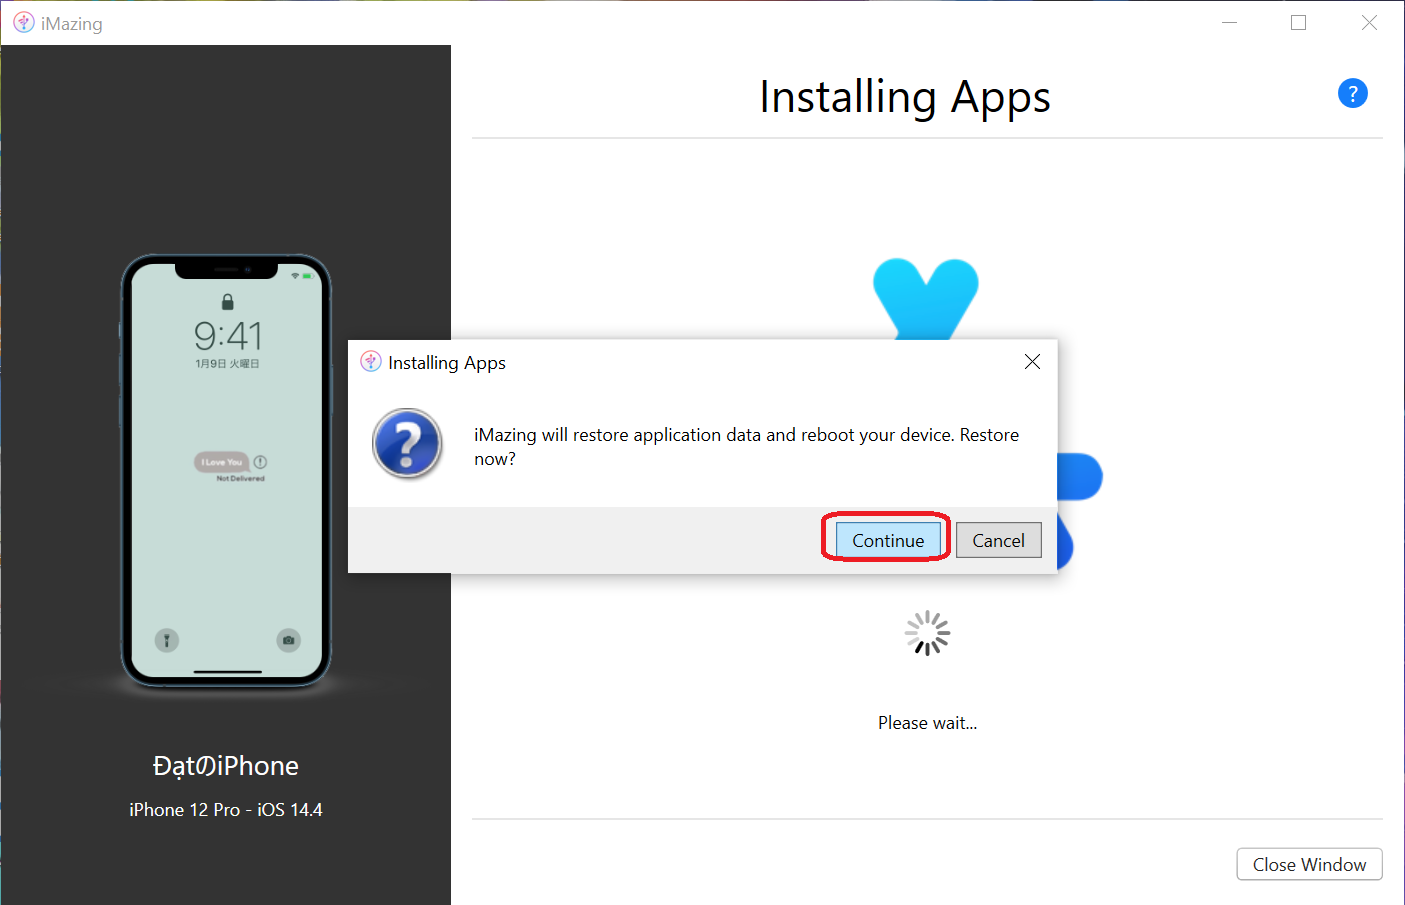 iMazing
Installing Apps
?
9:41
1月9日 火曜日
I Love You
Not Delivered
Installing Apps
iMazing will restore application data and reboot your device. Restore
now?
Continue
Cancel
Please wait...
ĐạtのiPhone
iPhone 12 Pro - iOS 14.4
Close Window